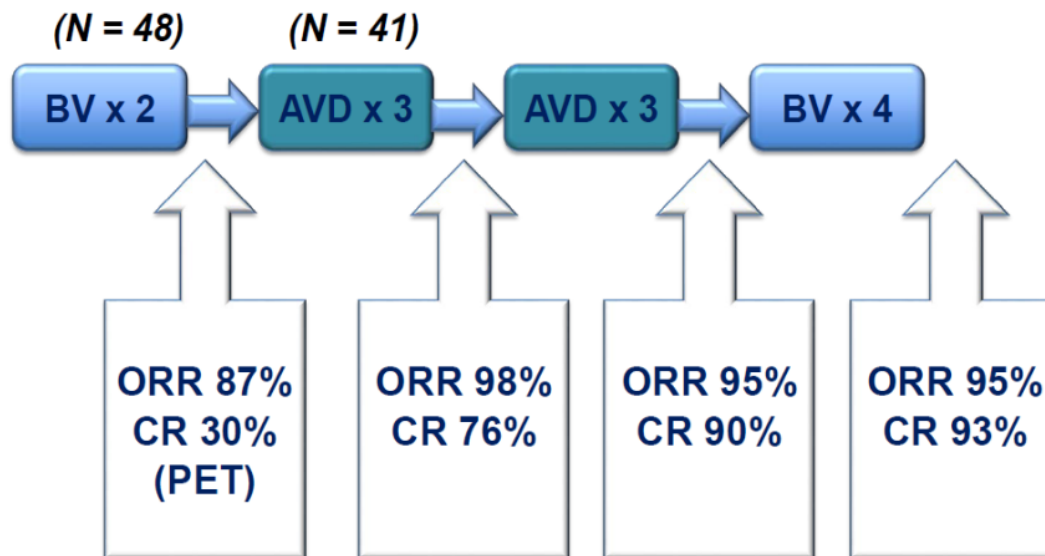 (N = 48)
(N = 41)
BV x 2
AVD x 3
AVD x 3
BV x 4
ORR 87%
CR 30%
(PET)
ORR 98%
CR 76%
ORR 95%
CR 90%
ORR 95%
CR 93%